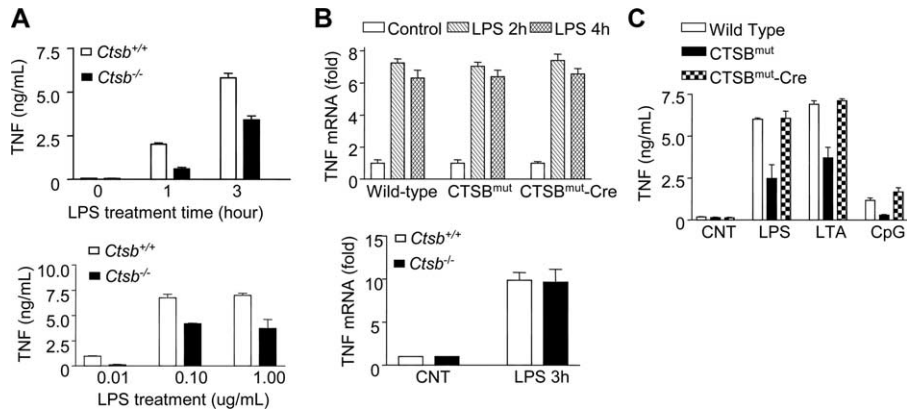 A
Ctsb+/+
Ctsb-/-
TNF (ng/mL)
7.5
5.0
2.5
0
0 1 3
LPS treatment time (hour)
Ctsb+/+
Ctsb-/-
TNF (ng/mL)
10.0
7.5
5.0
2.5
0
0.01 0.10 1.00
LPS treatment (ug/mL)
B
Control LPS 2h LPS 4h
TNF mRNA (fold)
8
6
4
2
0
Wild-type CTSBmut CTSBmut-Cre
Ctsb+/+
Ctsb-/-
TNF mRNA (fold)
15
10
5
0
CNT LPS 3h
C
Wild Type
CTSBmut
CTSBmut-Cre
TNF (ng/mL)
7.5
5.0
2.5
0
CNT LPS LTA CpG